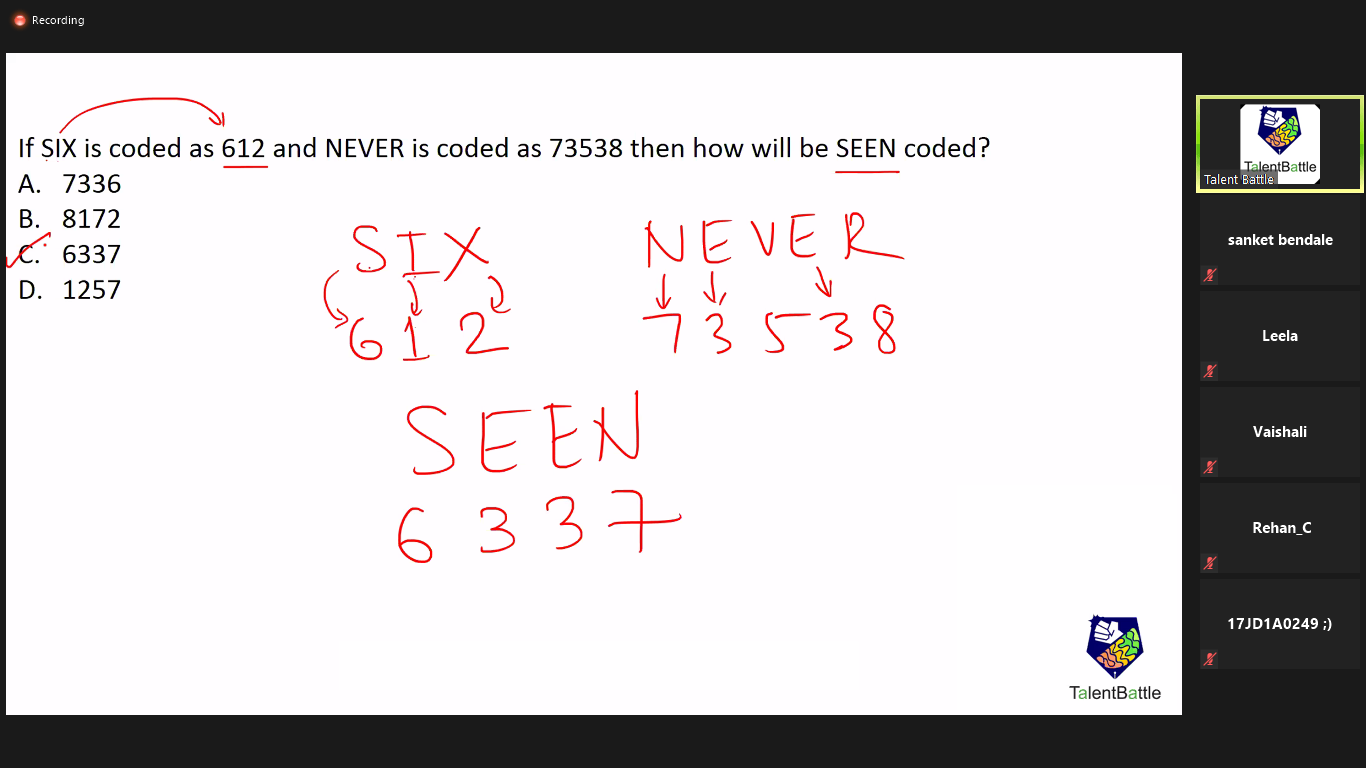 Recording
If SIX is coded as 612 and NEVER is coded as 73538 then how will be SEEN coded?
A. 7336
B. 8172
C. 6337
D. 1257
SIX
612
NEVER
73538
SEEN
6337
TalentBattle
TalentBattle
Talent Battle
sanket bendale
Leela
Vaishali
Rehan_C
17JD1A0249 ;)